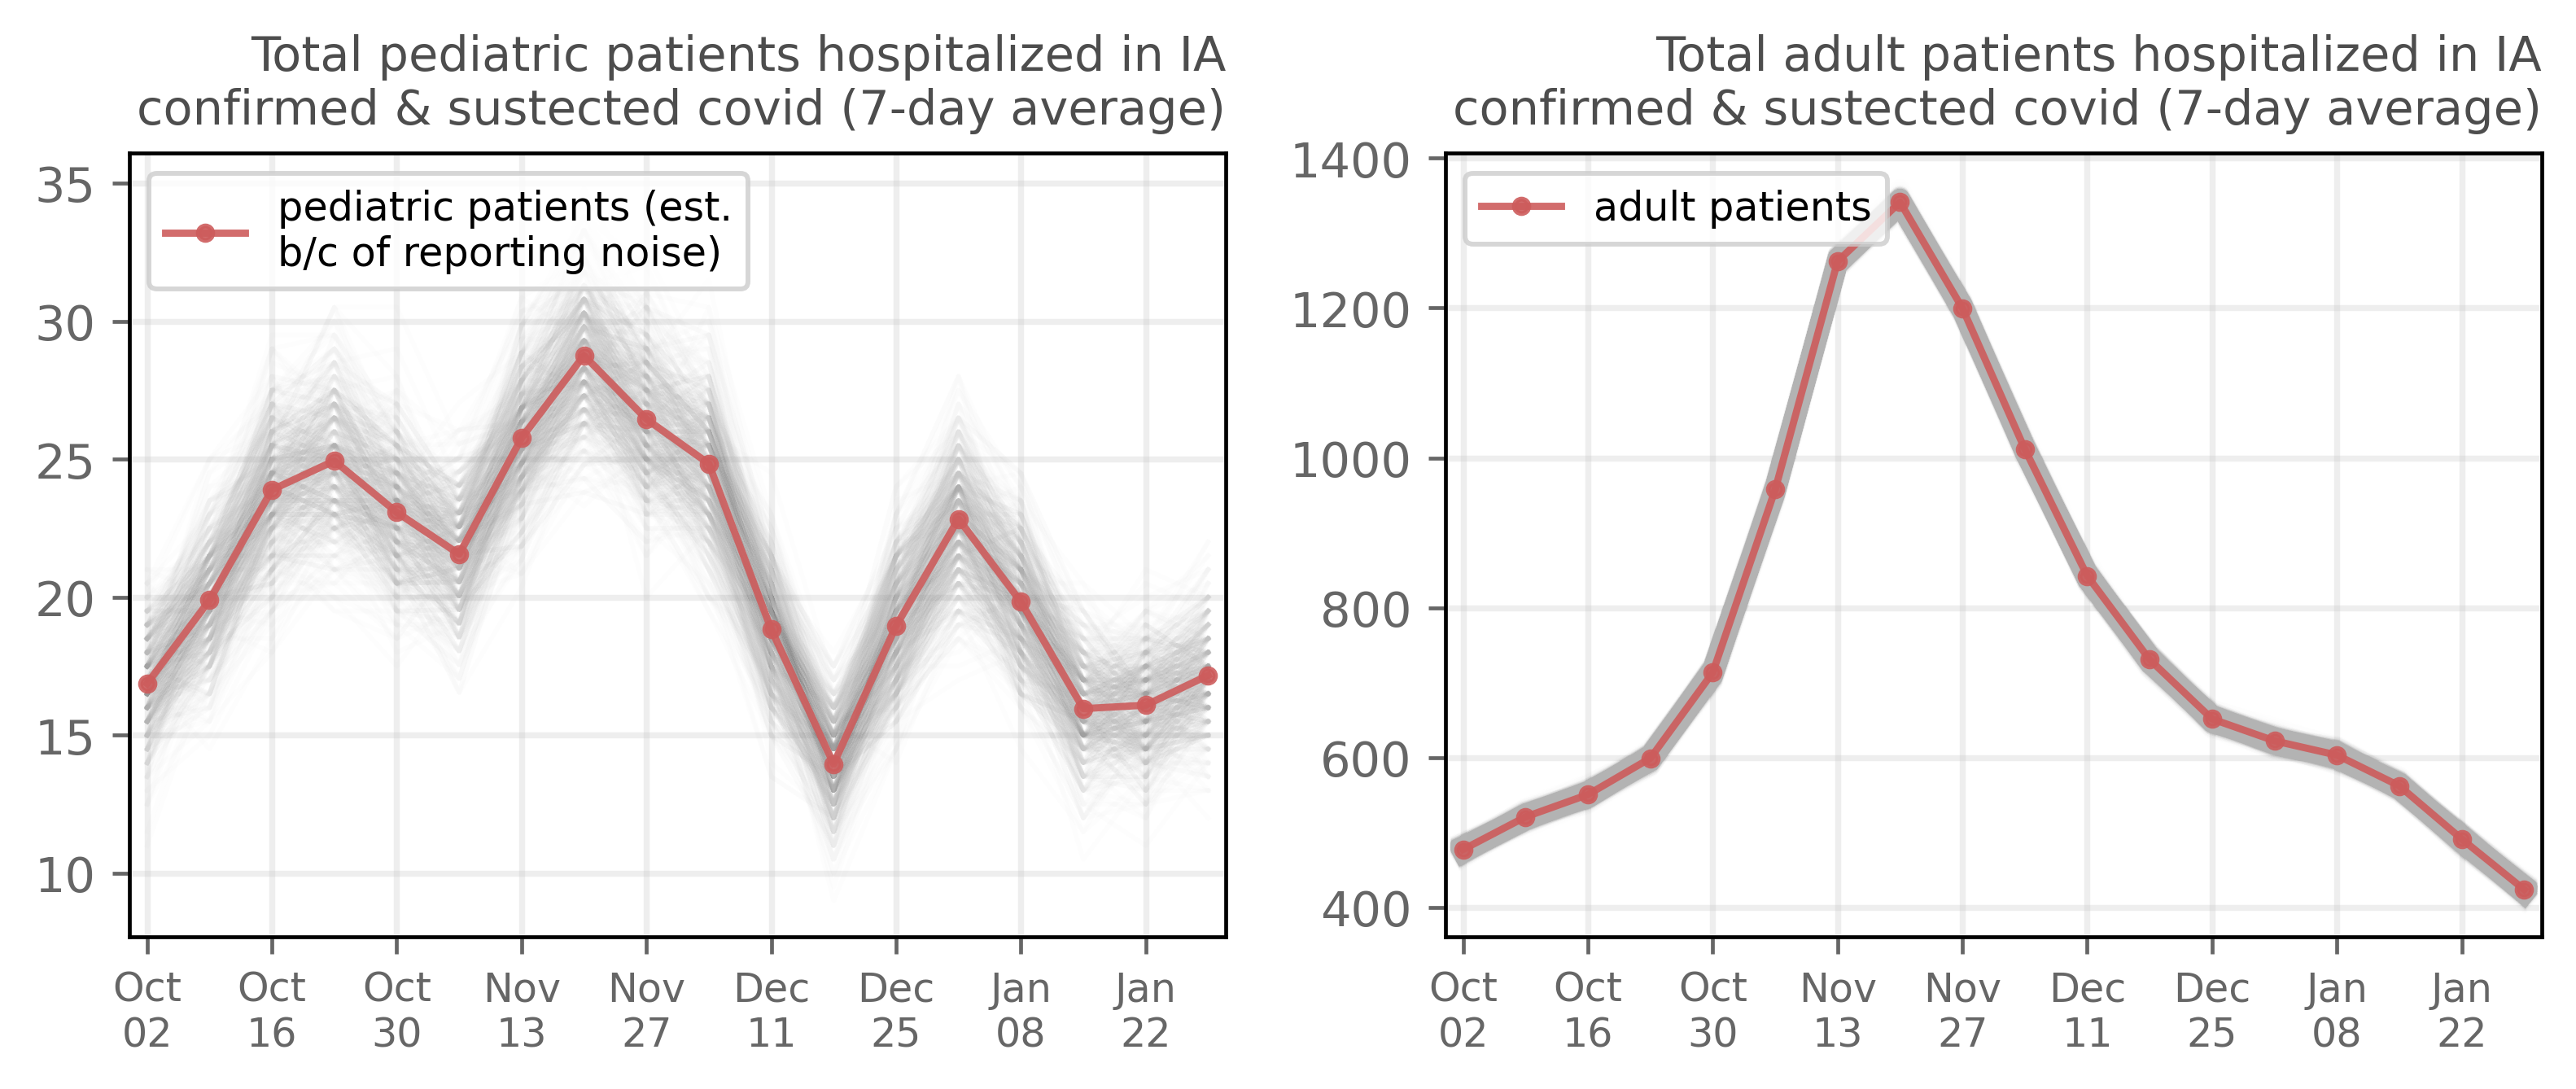 Total pediatric patients hospitalized in IA
confirmed & sustected covid (7-day average)
pediatric patients (est.
b/c of reporting noise)
35
30
25
20
15
10
Oct Oct Oct Nov Nov Dec Dec Jan Jan
02 16 30 13 27 11 25 08 22
Total adult patients hospitalized in IA
confirmed & sustected covid (7-day average)
adult patients
1400
1200
1000
800
600
400
Oct Oct Oct Nov Nov Dec Dec Jan Jan
02 16 30 13 27 11 25 08 22